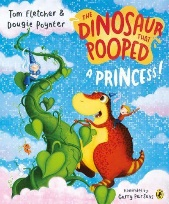 Tom Fletcher &
Dougie Poynter
THE
DINOSAUR
THAT
POOPED
A PRINCESS!
Illustrated by
Garry Parsons